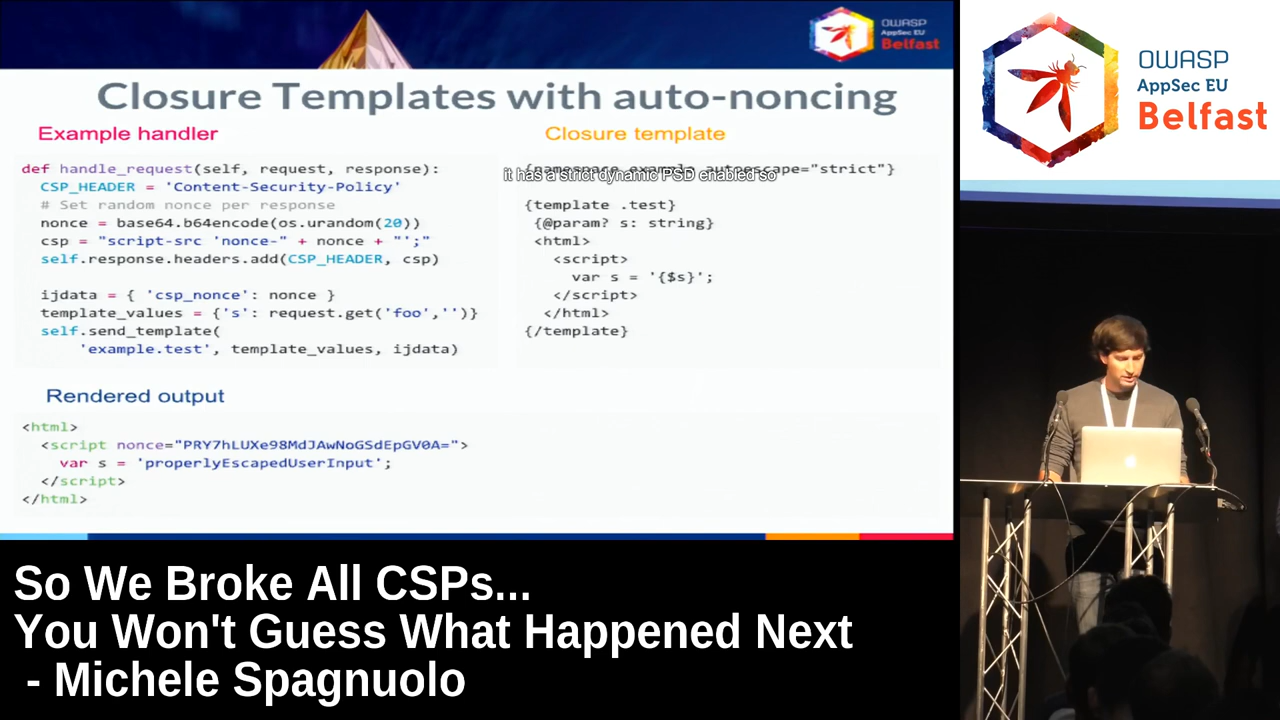 OWASP
AppSec EU
Belfast
Closure Templates with auto-noncing
Example handler
def handle_request(self, request, response):
CSP_HEADER = 'Content-Security-Policy'
# Set random nonce per response
nonce = base64.b64encode(os.urandom(20))
csp = "script-src 'nonce-" + nonce + "';"
self.response.headers.add(CSP_HEADER, csp)
ijdata = { 'csp_nonce': nonce }
template_values = {'s': request.get('foo','')}
self.send_template(
'example.test', template_values, ijdata)
Closure template
{namespace example autoescape="strict"}
it has a strict dynamic PSD enabled so
{template .test}
{@param? s: string}
<html>
<script>
var s = '{$s}';
</script>
</html>
{/template}
Rendered output
<html>
<script nonce="PRY7hLUXe98MdJAwNoGSdEpGV0A=">
var s = 'properlyEscapedUserInput';
</script>
</html>
OWASP
AppSec EU
Belfast
So We Broke All CSPs...
You Won't Guess What Happened Next
- Michele Spagnuolo